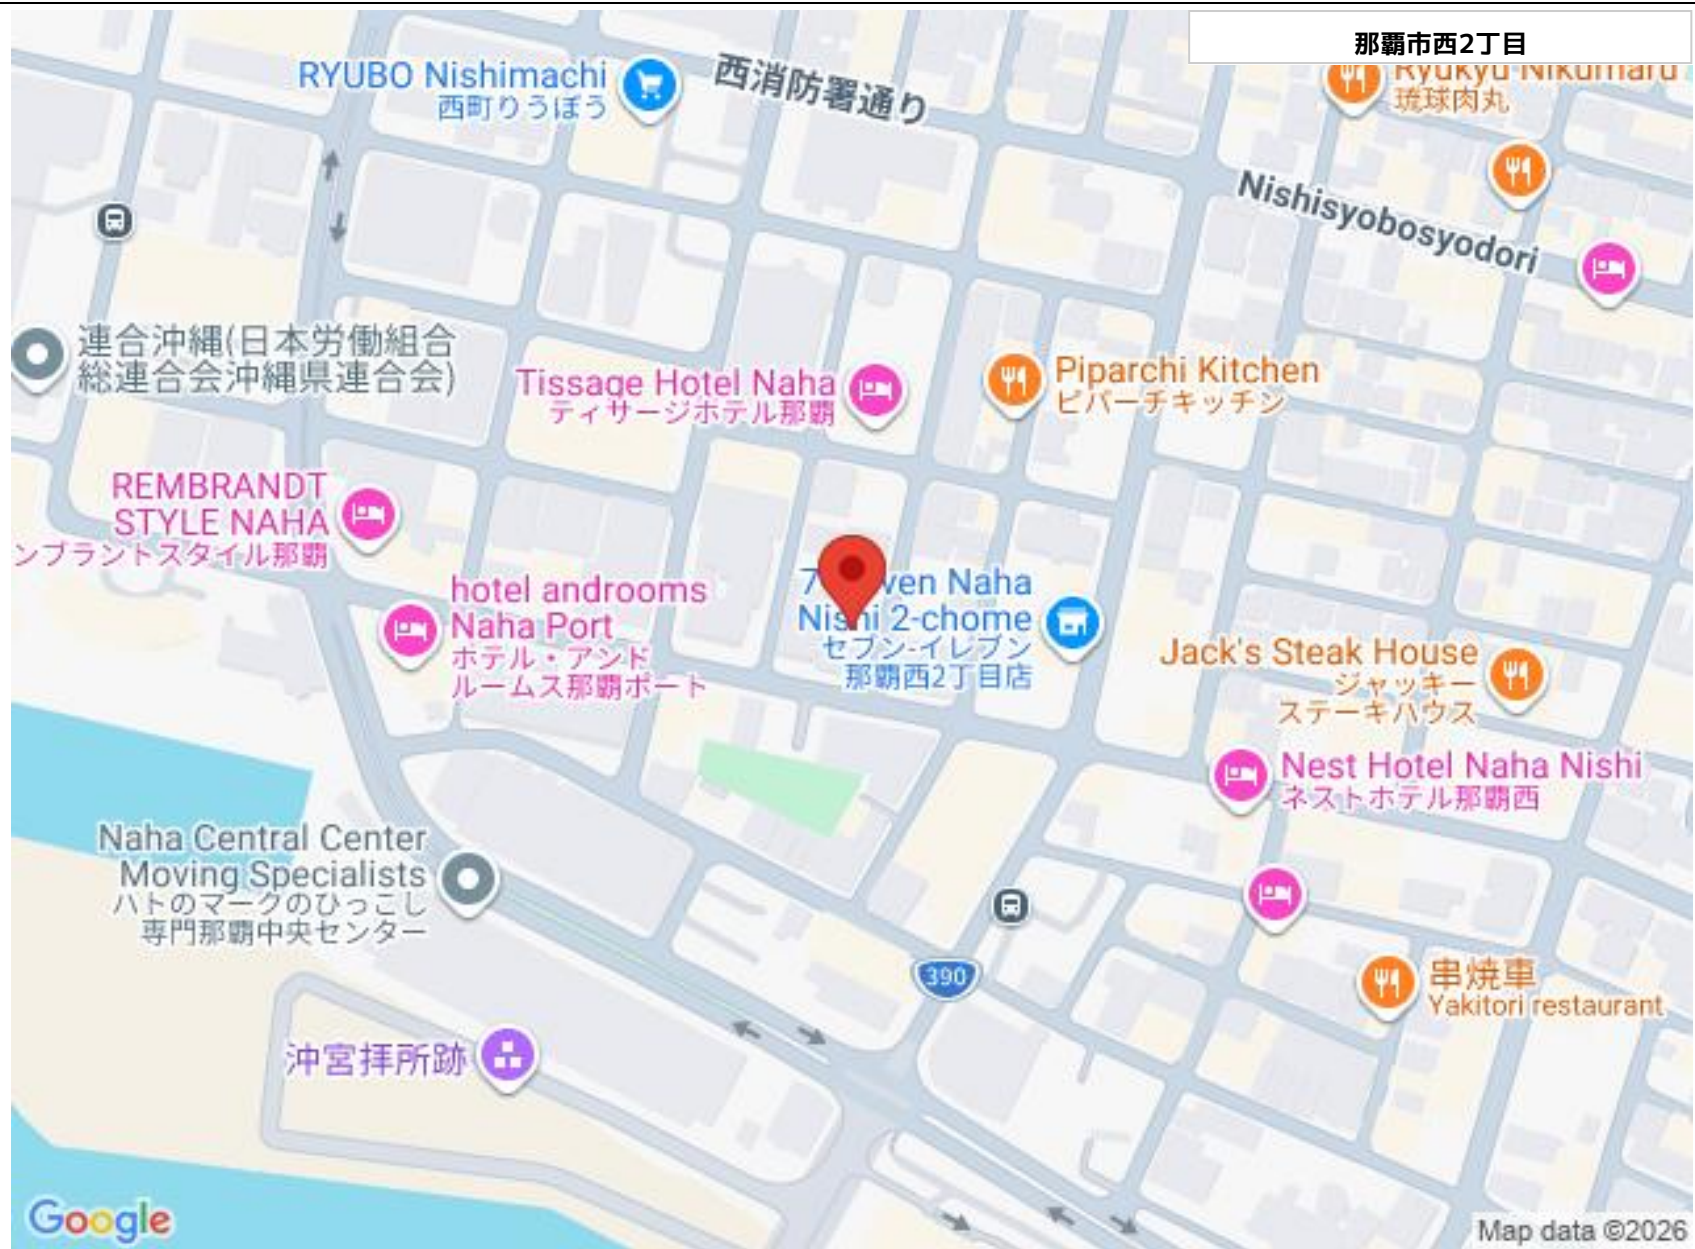 那覇市西2丁目
RYUBO Nishimachi
西町りうぼう
西消防署通り
Ryukyu Nikumaru
琉球肉丸
Nishisyobosyodori
連合沖縄(日本労働組合
総連合会沖縄県連合会)
Tissage Hotel Naha
ティサージホテル那覇
Piparchi Kitchen
ピパーチキッチン
REMBRANDT
STYLE NAHA
ンブラントスタイル那覇
hotel androoms
Naha Port
ホテル・アンド
ルームス那覇ポート
7 ven Naha
Nishi 2-chome
セブン-イレブン
那覇西2丁目店
Jack's Steak House
ジャッキー
ステーキハウス
Nest Hotel Naha Nishi
ネストホテル那覇西
Naha Central Center
Moving Specialists
ハトのマークのひっこし
専門那覇中央センター
390
串焼車
Yakitori restaurant
沖宮拝所跡
Google
Map data ©2026